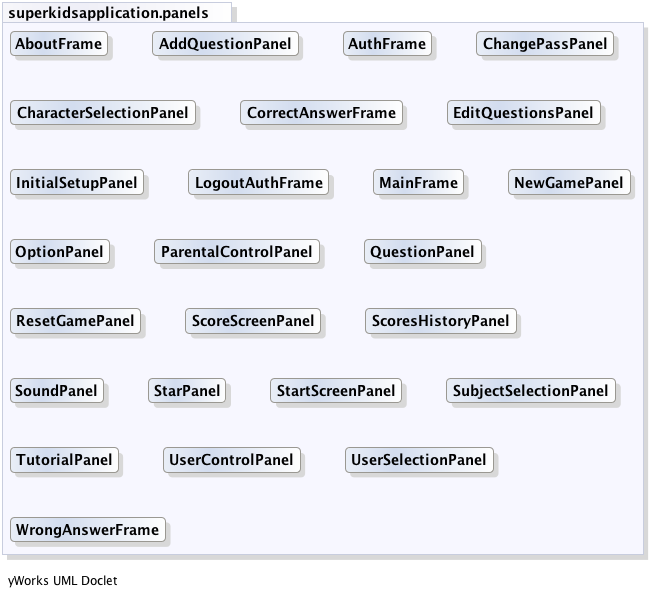 superkidsapplication.panels
AboutFrame AddQuestionPanel AuthFrame ChangePassPanel
CharacterSelectionPanel CorrectAnswerFrame EditQuestionsPanel
InitialSetupPanel LogoutAuthFrame MainFrame NewGamePanel
OptionPanel ParentalControlPanel QuestionPanel
ResetGamePanel ScoreScreenPanel ScoresHistoryPanel
SoundPanel StarPanel StartScreenPanel SubjectSelectionPanel
TutorialPanel UserControlPanel UserSelectionPanel
WrongAnswerFrame
yWorks UML Doclet